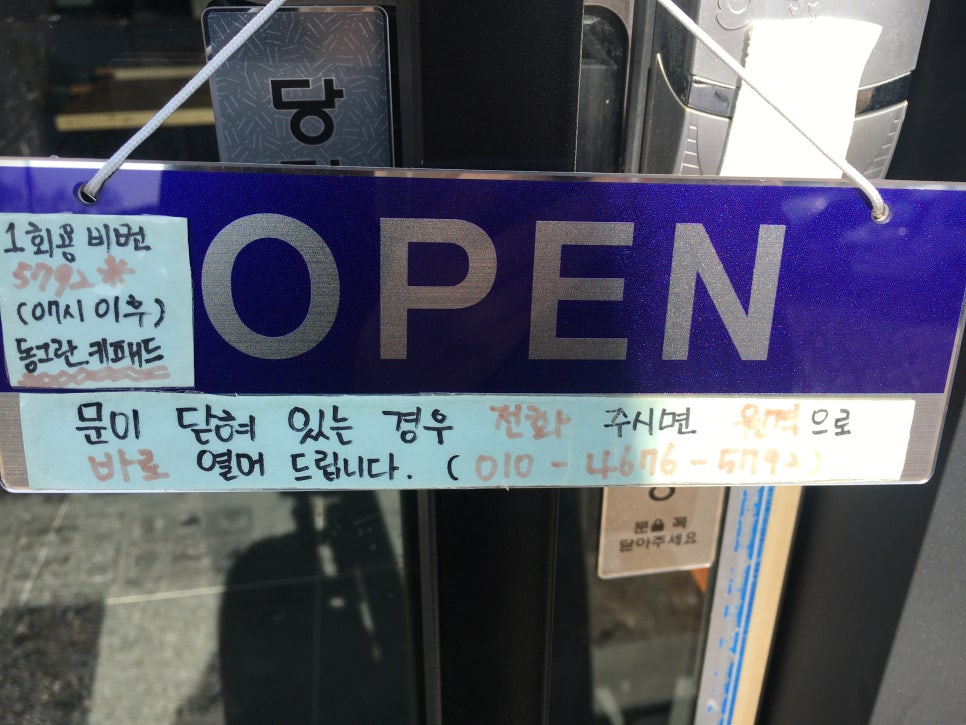 당
OPEN
1회용 비번
5792*
(07시 이후)
동그란 키패드
문이 닫혀 있는 경우 전화 주시면 원격으로
바로 열어 드립니다. (010-4676-5792)
문을 꼭
닫아주세요